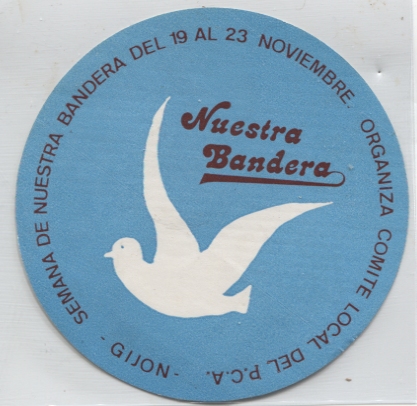 SEMANA DE NUESTRA BANDERA DEL 19 AL 23 NOVIEMBRE. ORGANIZA COMITE LOCAL DEL P.C.A.
- GIJON -
Nuestra
Bandera